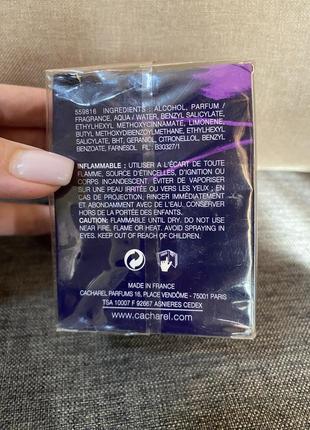 559816 INGREDIENTS : ALCOHOL, PARFUM /
FRAGRANCE, AQUA / WATER, BENZYL SALICYLATE,
ETHYLHEXYL METHOXYCINNAMATE, LIMONENE,
BUTYL METHOXYDIBENZOYLMETHANE, ETHYLHEXYL
SALICYLATE, BHT, GERANIOL, CITRONELLOL, BENZYL
BENZOATE, FARNESOL. FIL : B30327/1
INFLAMMABLE : UTILISER À L'ÉCART DE TOUTE
FLAMME, SOURCE D'ÉTINCELLES, D'IGNITION OU
CORPS INCANDESCENT. ÉVITER DE VAPORISER
SUR UNE PEAU IRRITÉE OU VERS LES YEUX ; EN
CAS DE PROJECTION, RINCER IMMÉDIATEMENT
ET ABONDAMMENT AVEC DE L'EAU. CONSERVER
HORS DE LA PORTÉE DES ENFANTS.
CAUTION: FLAMMABLE UNTIL DRY. DO NOT USE
NEAR FIRE, FLAME OR HEAT. AVOID SPRAYING IN
EYES. KEEP OUT OF REACH OF CHILDREN.
MADE IN FRANCE
CACHAREL PARFUMS 16, PLACE VENDÔME - 75001 PARIS
TSA 10007 F 92667 ASNIERES CEDEX
www.cacharel.com